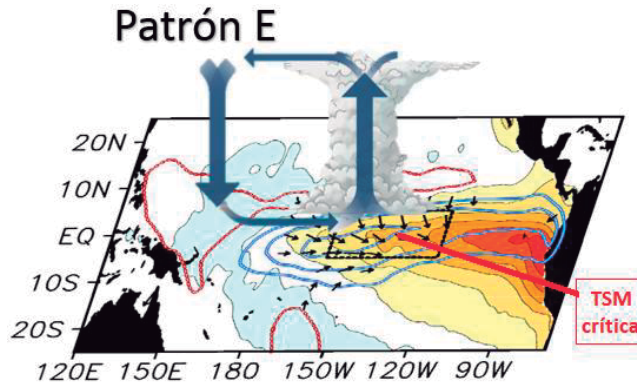 Patrón E
20N
10N
EQ
10S
20S
120E 150E 180 150W 120W 90W
TSM
crítica